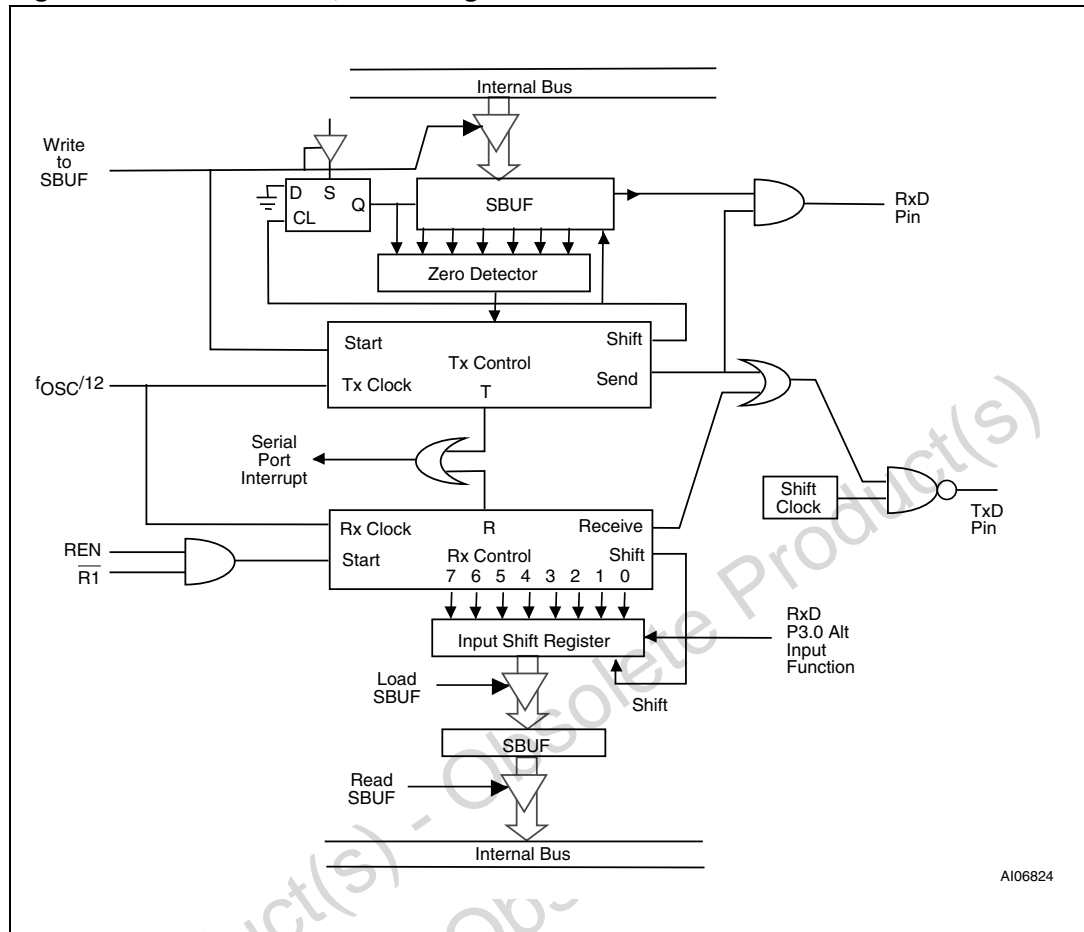 Internal Bus
Write
to
SBUF
D S
Q
CL
SBUF
RxD
Pin
Zero Detector
Start
Shift
Tx Control
Send
fOSC/12
Tx Clock
T
Serial
Port
Interrupt
Shift
Clock
TxD
Pin
Rx Clock
R
Receive
REN
R1
Start
Rx Control
Shift
7 6 5 4 3 2 1 0
RxD
P3.0 Alt
Input
Function
Input Shift Register
Load
SBUF
Shift
SBUF
Read
SBUF
Internal Bus
AI06824
uct(s) - Obsolete Product(s)